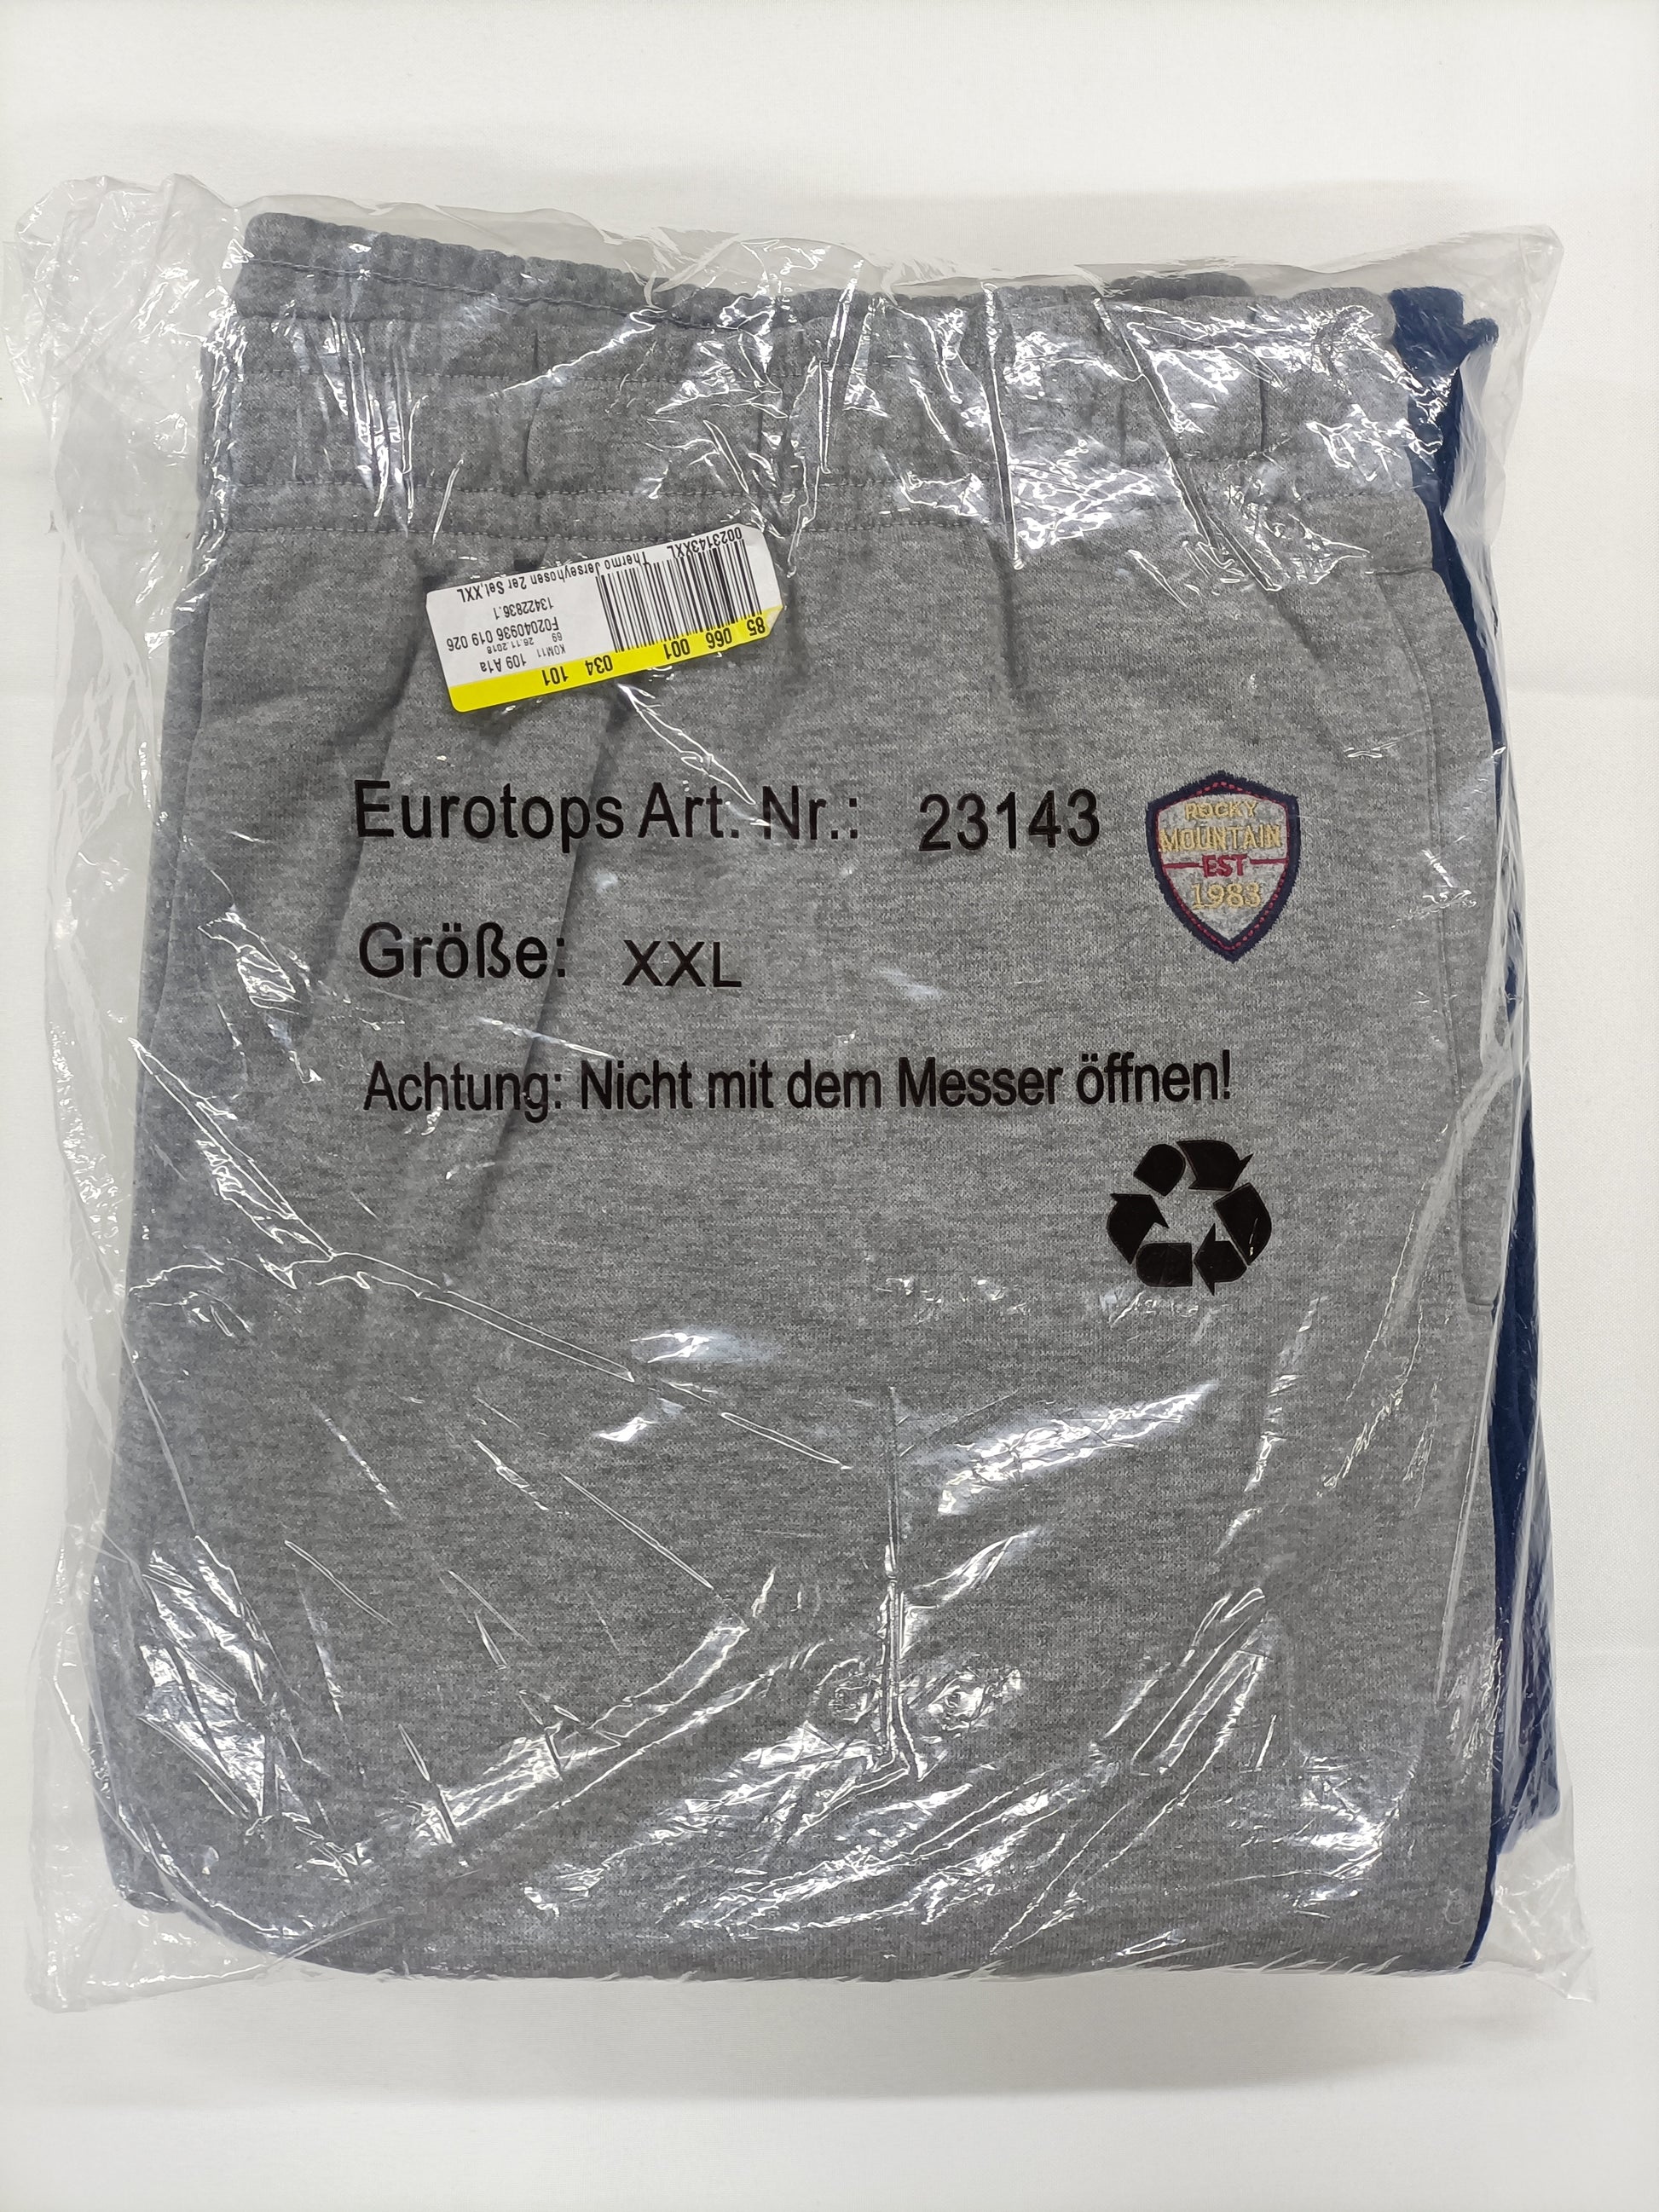 0023143XXL
Thermo Jerseyhosen 2er Set,XXL
13422836.1
F02040936 019 026
69 26.11.2018
KOM11 109 A1a
85 066 001 034 101
Eurotops Art. Nr.: 23143
Größe: XXL
Achtung: Nicht mit dem Messer öffnen!
ROCKY
MOUNTAIN
EST
1983